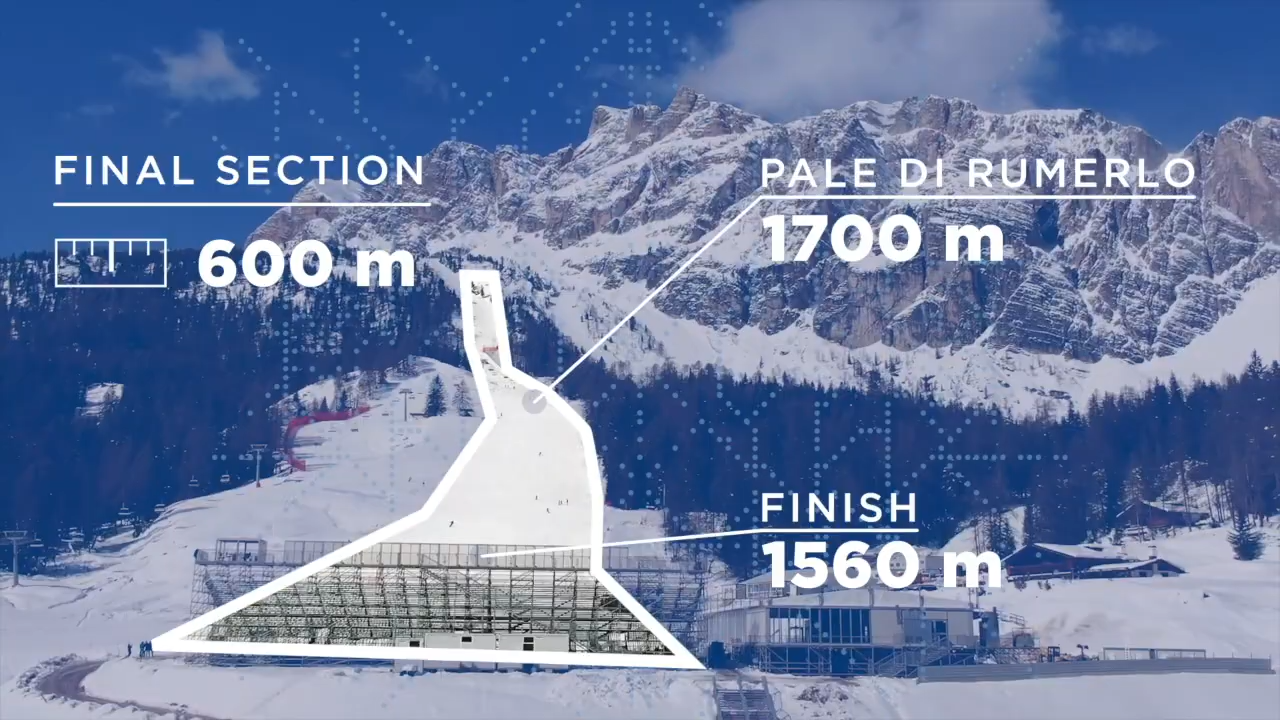 FINAL SECTION
600 m
PALE DI RUMERLO
1700 m
FINISH
1560 m